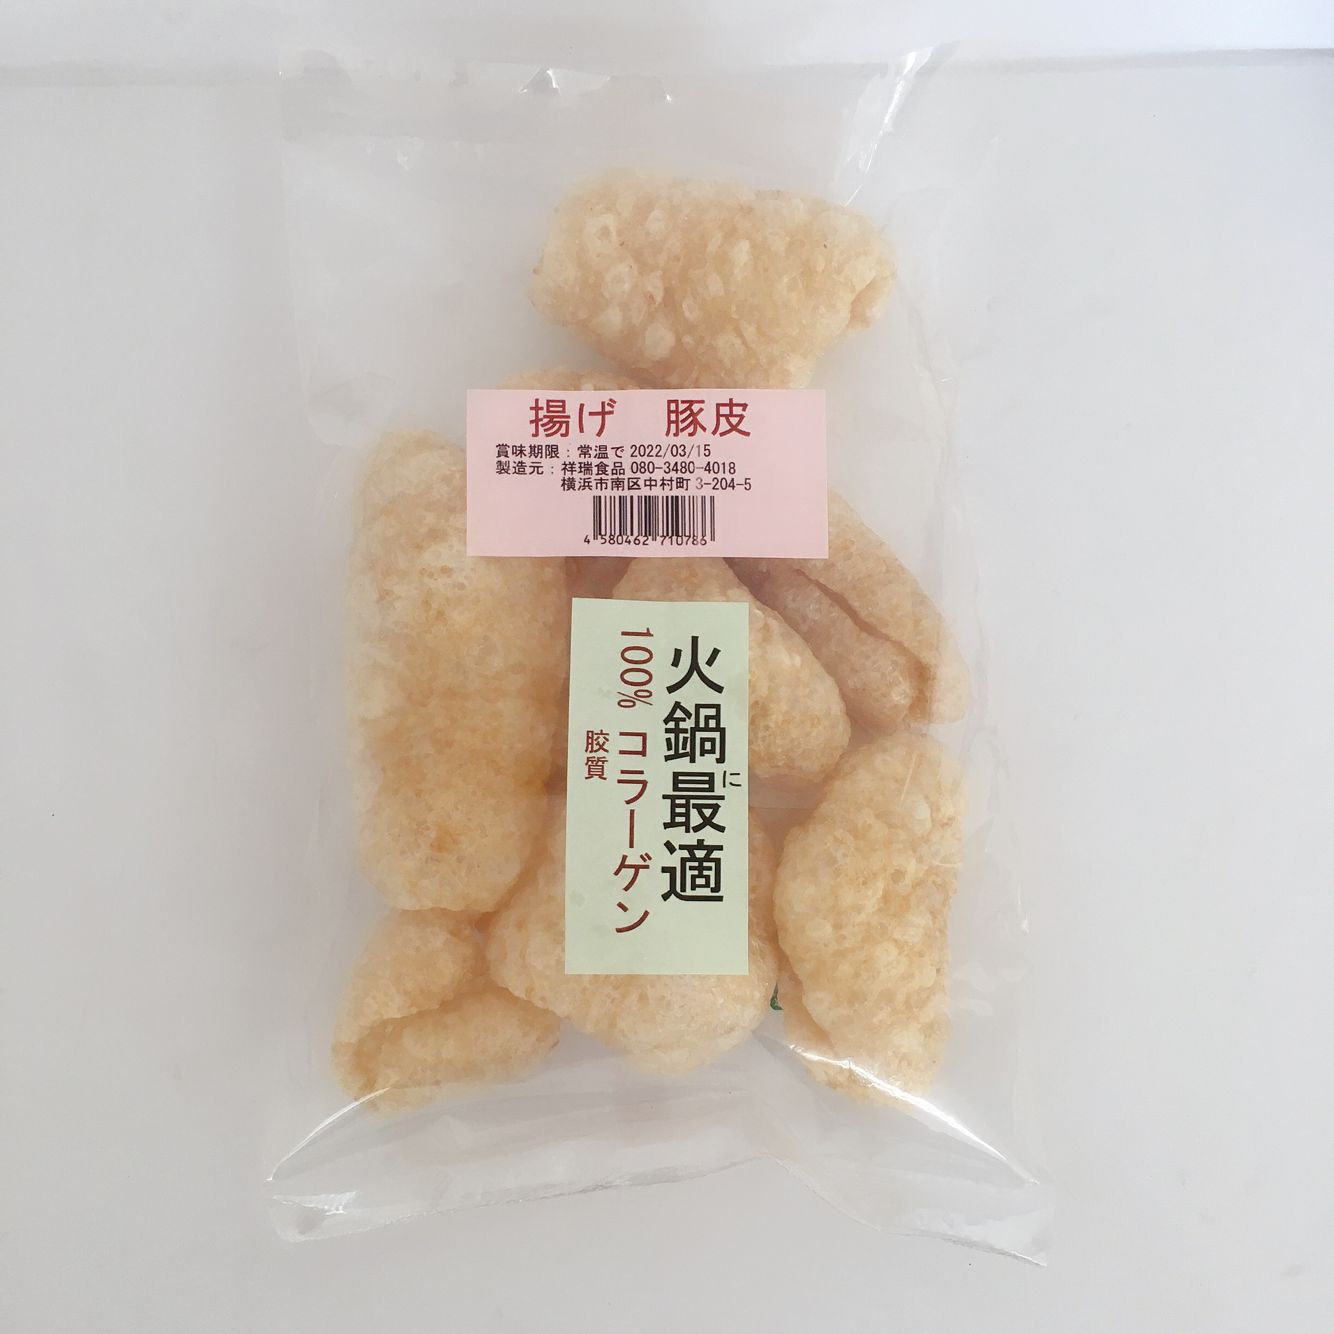 揚げ 豚皮
賞味期限：常温で 2022/03/15
製造元：祥瑞食品 080-3480-4018
横浜市南区中村町 3-204-5
4 580462 710786
火鍋に最適
100% コラーゲン
胶質